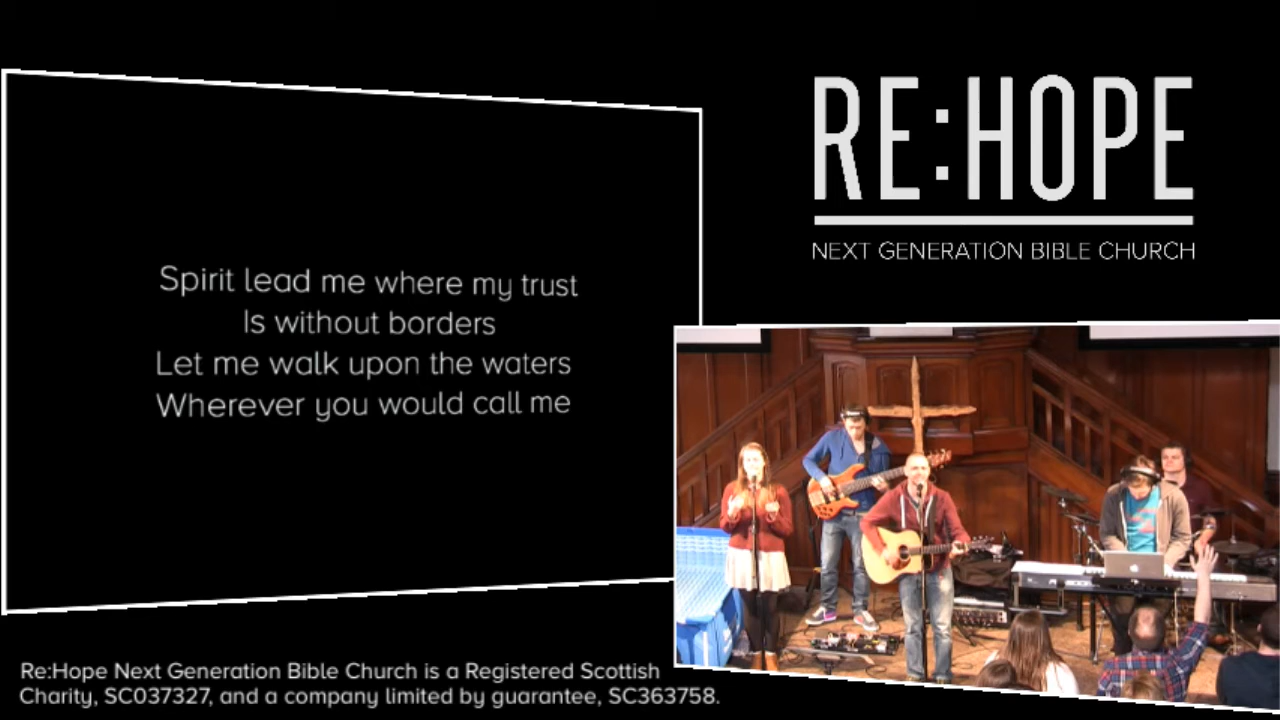 RE:HOPE
NEXT GENERATION BIBLE CHURCH
Spirit lead me where my trust
Is without borders
Let me walk upon the waters
Wherever you would call me
Re:Hope Next Generation Bible Church is a Registered Scottish
Charity, SC037327, and a company limited by guarantee, SC363758.